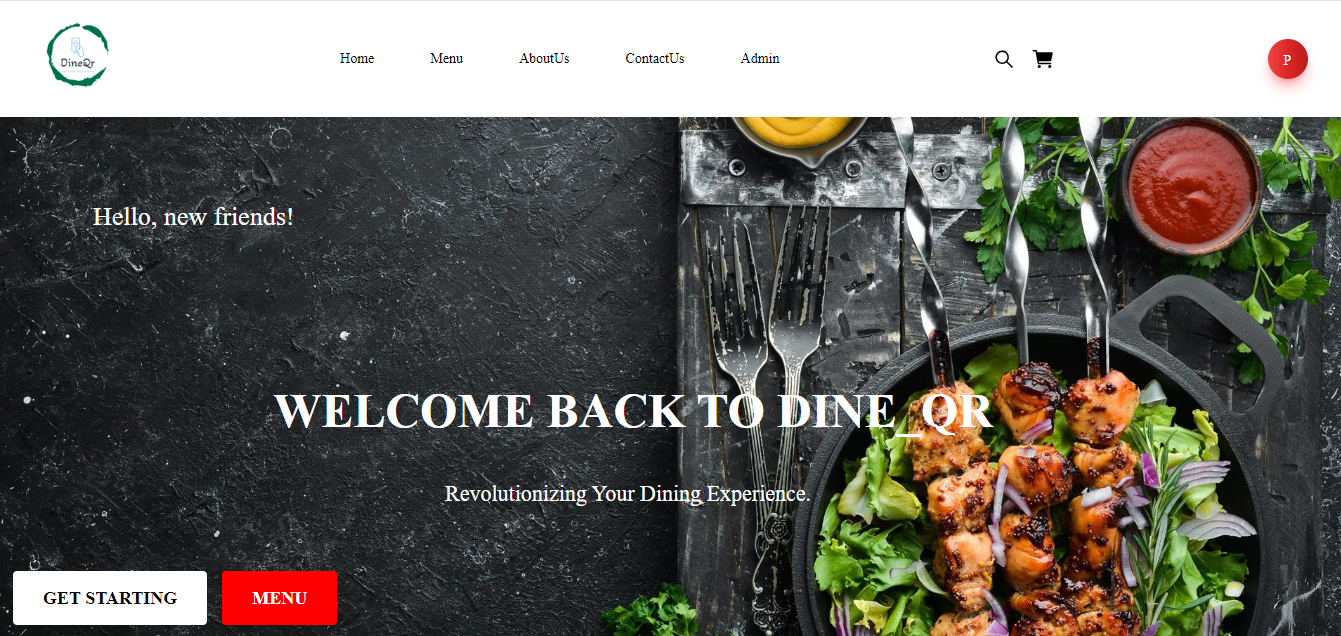 DineQr
Home Menu AboutUs ContactUs Admin
P
Hello, new friends!
WELCOME BACK TO DINE_QR
Revolutionizing Your Dining Experience.
GET STARTING MENU